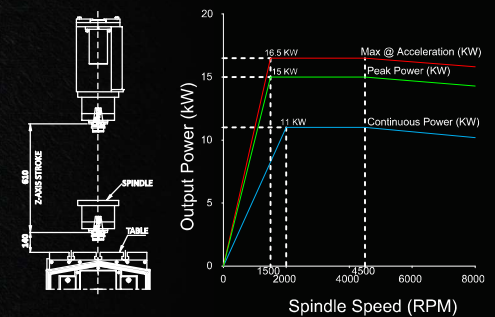 610
Z-AXIS STROKE
140
SPINDLE
TABLE
Output Power (kW)
20
15
10
5
0
16.5 KW
15 KW
11 KW
Max @ Acceleration (KW)
Peak Power (KW)
Continuous Power (KW)
0
1500
2000
4000
4500
6000
8000
Spindle Speed (RPM)